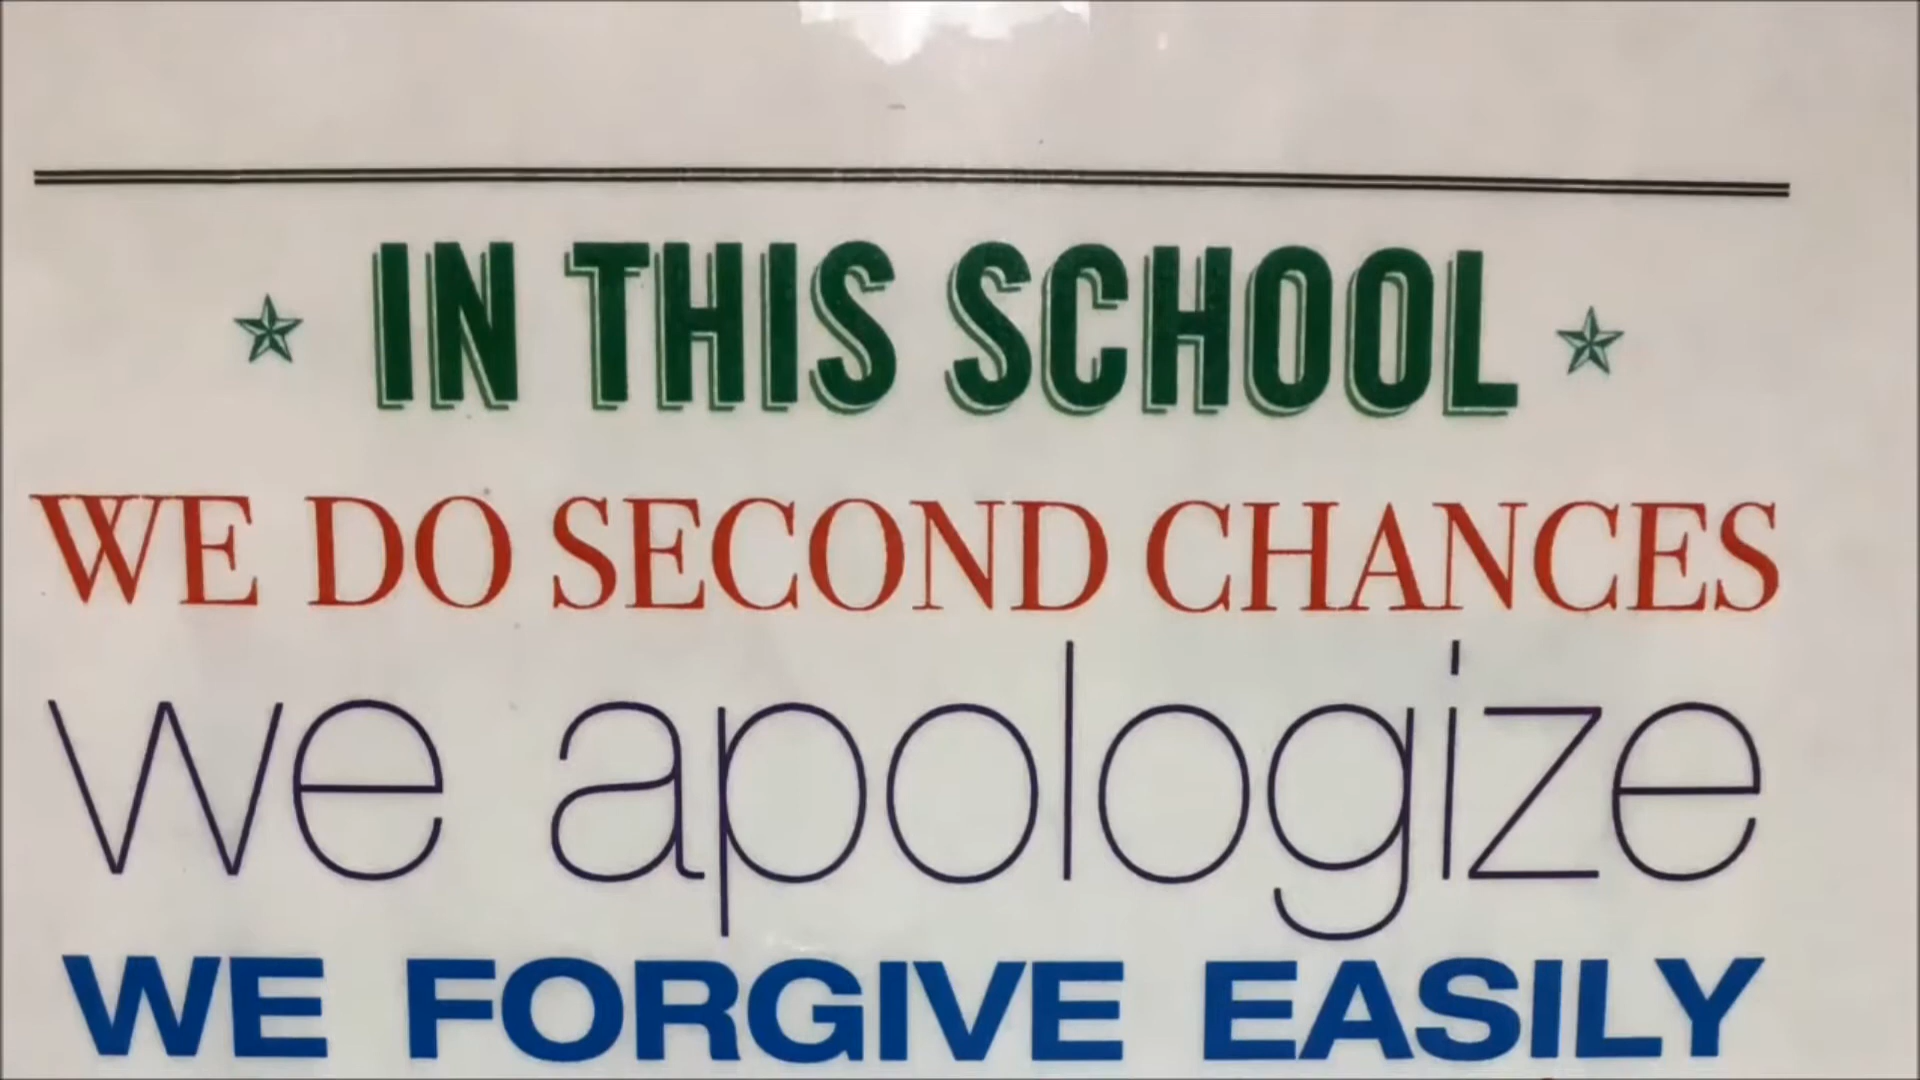 IN THIS SCHOOL
WE DO SECOND CHANCES
we apologize
WE FORGIVE EASILY